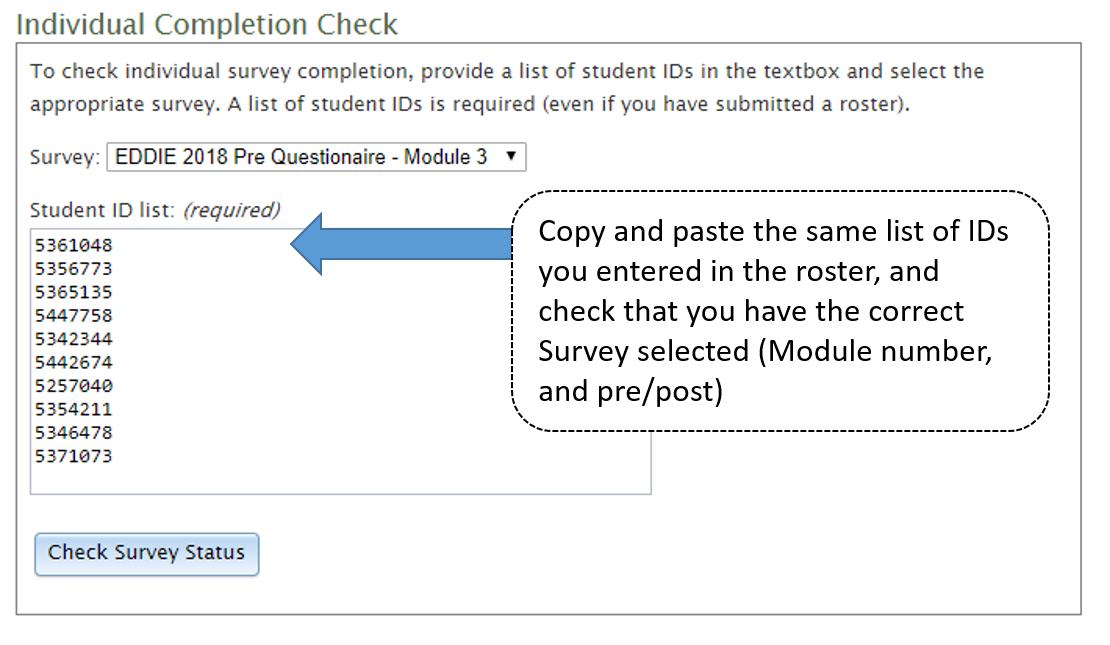 Individual Completion Check
To check individual survey completion, provide a list of student IDs in the textbox and select the
appropriate survey. A list of student IDs is required (even if you have submitted a roster).
Survey: EDDIE 2018 Pre Questionaire - Module 3 ▼
Student ID list: (required)
5361048
5356773
5365135
5447758
5342344
5442674
5257040
5354211
5346478
5371073
Copy and paste the same list of IDs
you entered in the roster, and
check that you have the correct
Survey selected (Module number,
and pre/post)
Check Survey Status